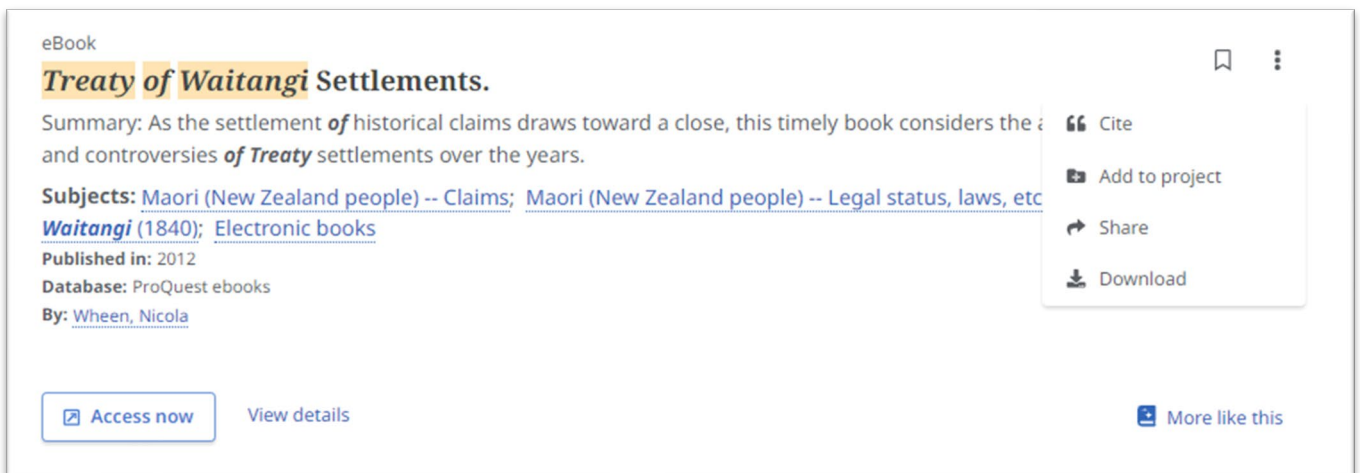 eBook
Treaty of Waitangi Settlements.
Summary: As the settlement of historical claims draws toward a close, this timely book considers the
and controversies of Treaty settlements over the years.
Subjects: Maori (New Zealand people) -- Claims; Maori (New Zealand people) -- Legal status, laws, etc
Waitangi (1840); Electronic books
Published in: 2012
Database: ProQuest ebooks
By: Wheen, Nicola
Cite
Add to project
Share
Download
Access now
View details
More like this